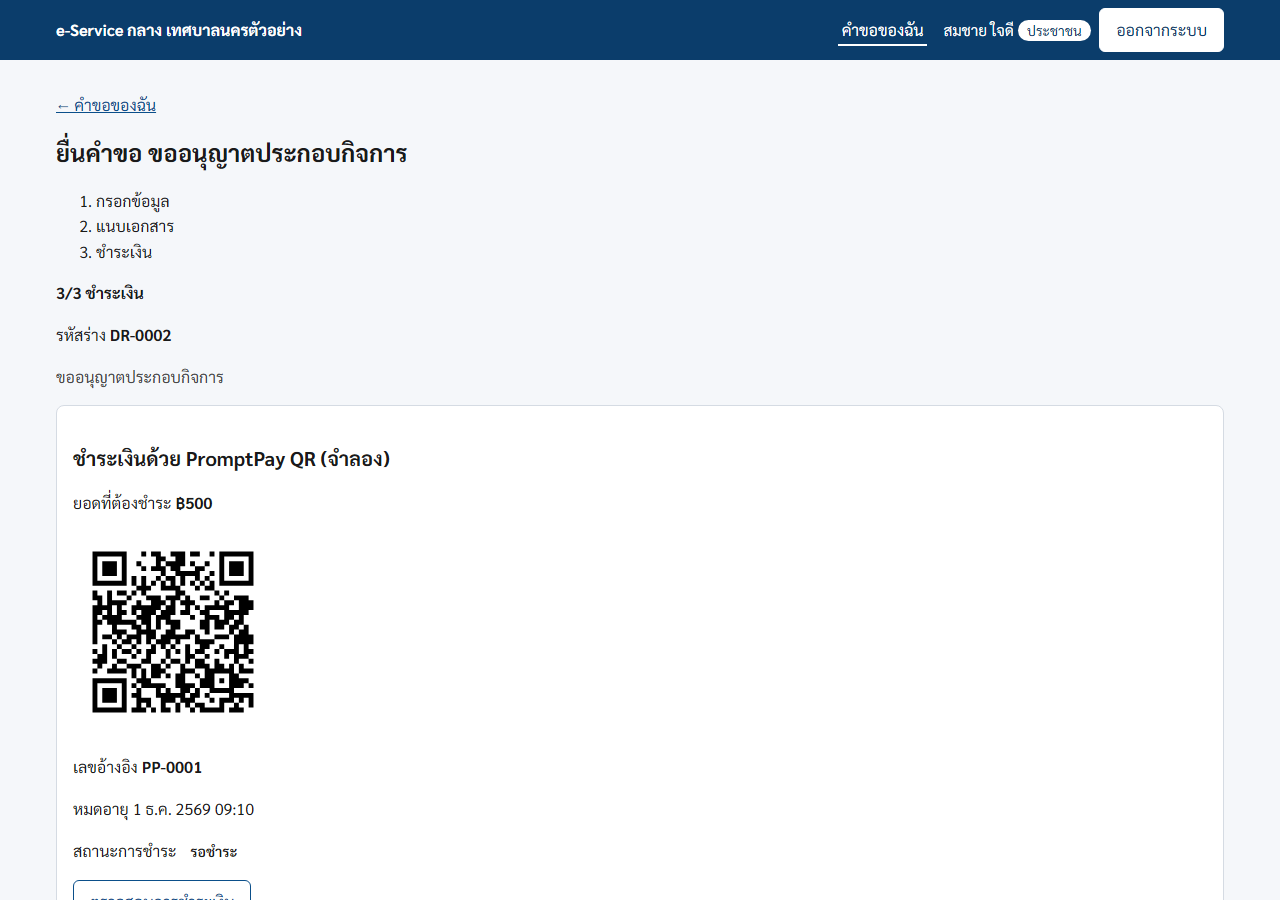 e-Service กลาง เทศบาลนครตัวอย่าง
คำขอของฉัน สมชาย ใจดี ประชาชน ออกจากระบบ
← คำขอของฉัน
ยื่นคำขอ ขออนุญาตประกอบกิจการ
1. กรอกข้อมูล
2. แนบเอกสาร
3. ชำระเงิน
3/3 ชำระเงิน
รหัสร่าง DR-0002
ขออนุญาตประกอบกิจการ
ชำระเงินด้วย PromptPay QR (จำลอง)
ยอดที่ต้องชำระ ฿500
เลขอ้างอิง PP-0001
หมดอายุ 1 ธ.ค. 2569 09:10
สถานะการชำระ รอชำระ